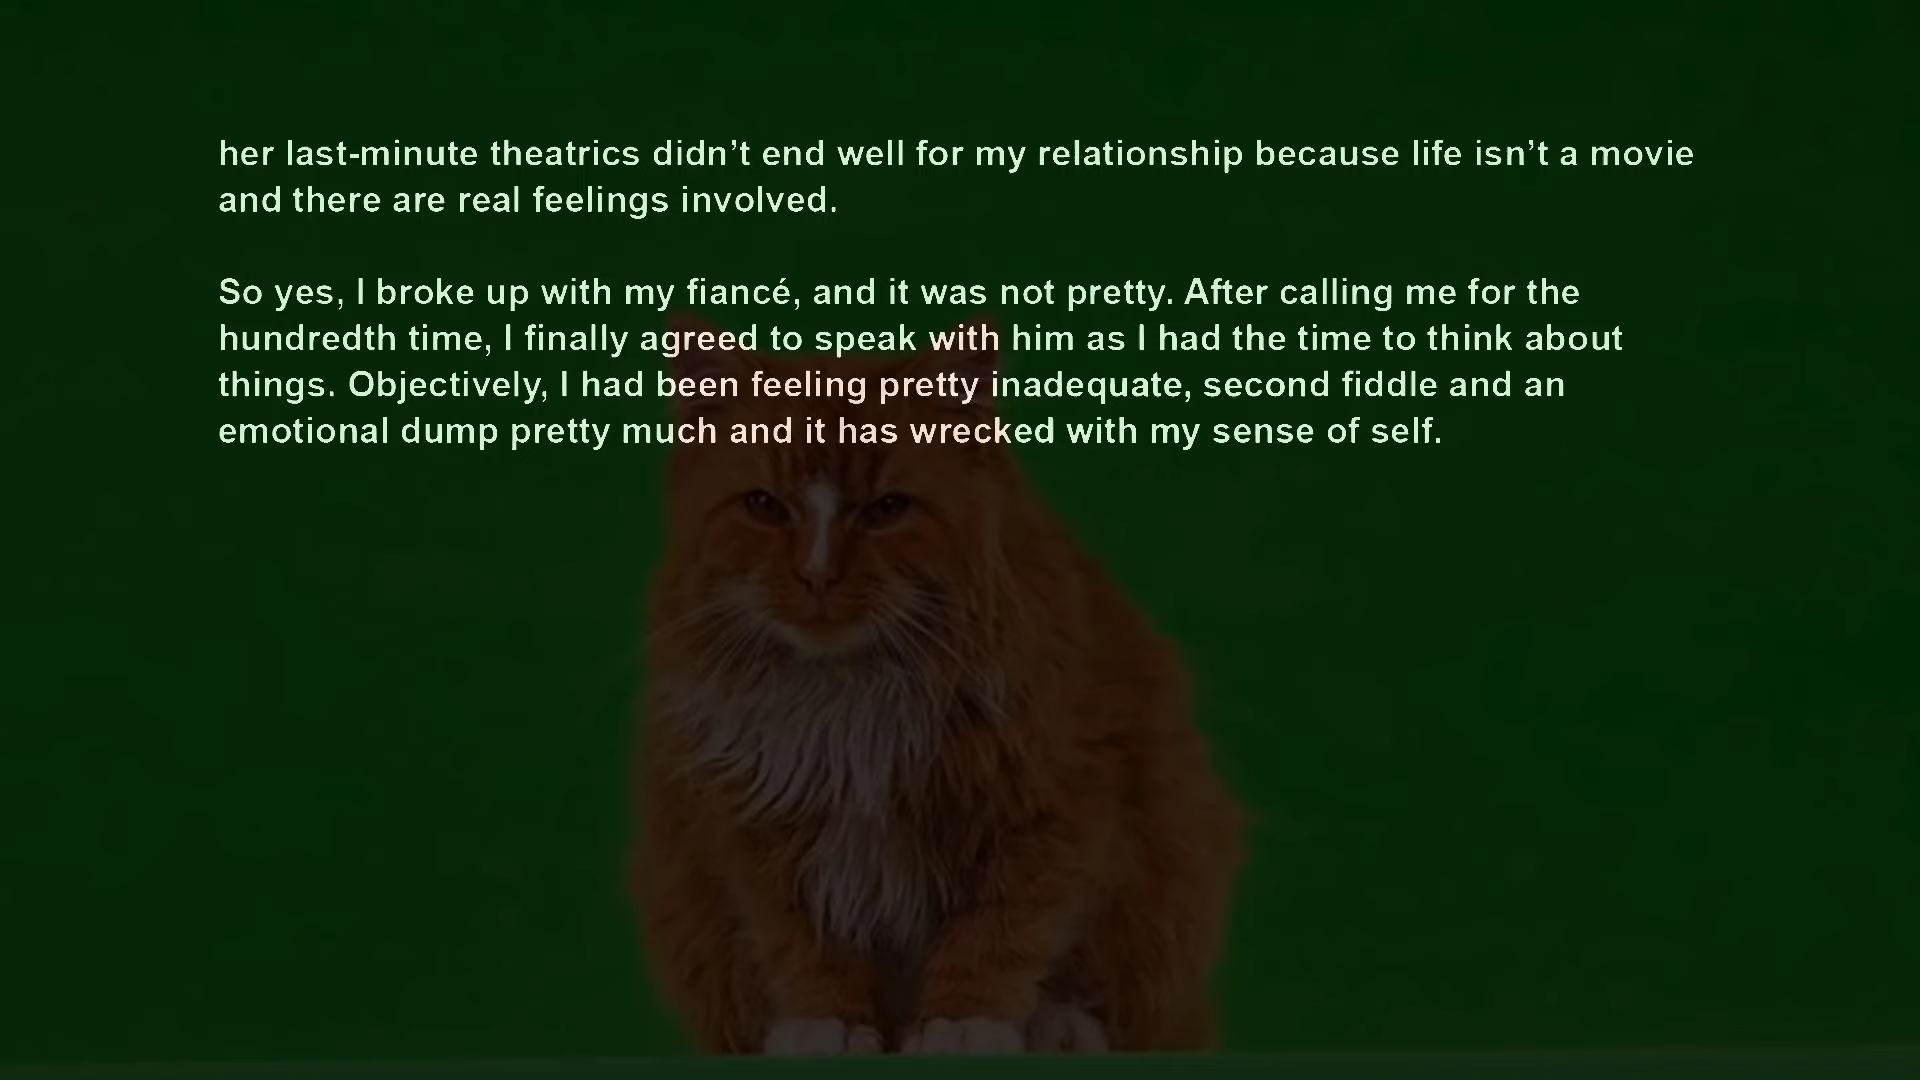 her last-minute theatrics didn’t end well for my relationship because life isn’t a movie
and there are real feelings involved.
So yes, I broke up with my fiancé, and it was not pretty. After calling me for the
hundredth time, I finally agreed to speak with him as I had the time to think about
things. Objectively, I had been feeling pretty inadequate, second fiddle and an
emotional dump pretty much and it has wrecked with my sense of self.